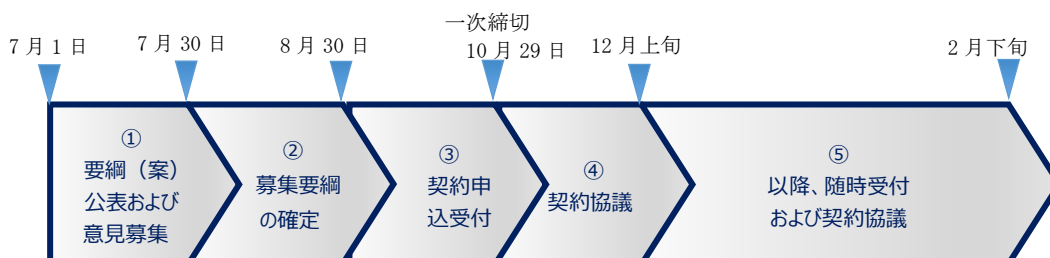 一次締切
7月1日
7月30日
8月30日
10月29日
12月上旬
2月下旬
①
要綱（案）
公表および
意見募集
②
募集要綱
の確定
③
契約申
込受付
④
契約協議
⑤
以降、随時受付
および契約協議